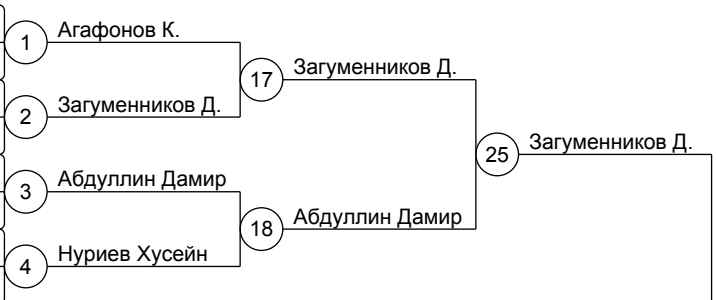 1 Агафонов К.
17 Загуменников Д.
2 Загуменников Д.
25 Загуменников Д.
3 Абдуллин Дамир
18 Абдуллин Дамир
4 Нуриев Хусейн